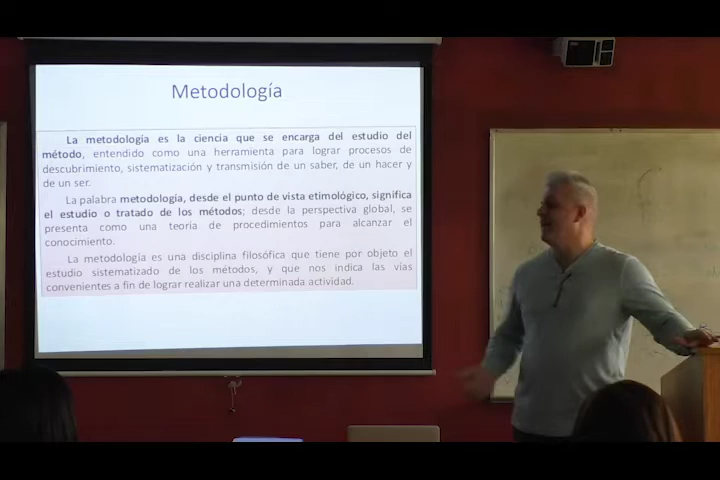 Metodología
La metodología es la ciencia que se encarga del estudio del
método, entendido como una herramienta para lograr procesos de
descubrimiento, sistematización y transmisión de un saber, de un hacer y
de un ser.
La palabra metodología, desde el punto de vista etimológico, significa
el estudio o tratado de los métodos; desde la perspectiva global, se
presenta como una teoría de procedimientos para alcanzar el
conocimiento.
La metodología es una disciplina filosófica que tiene por objeto el
estudio sistematizado de los métodos, y que nos indica las vías
convenientes a fin de lograr realizar una determinada actividad.